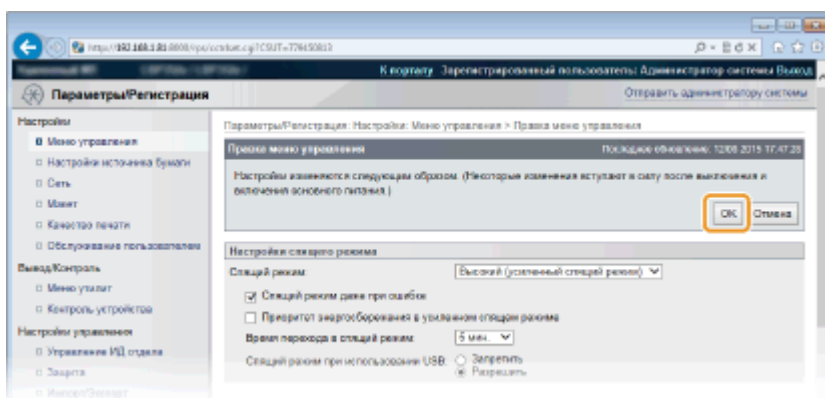 К порталу Зарегистрированный пользователь: Администратор системы Выход
Параметры/Регистрация
Отправить администратору системы
Настройки
Меню управления
Настройки источника бумаги
Сеть
Макет
Качество печати
Обслуживание пользователем
Вывод/Контроль
Меню утилит
Контроль устройства
Настройки управления
Управление ИД отдела
Защита
Импорт/Экспорт
Параметры/Регистрация: Настройки: Меню управления > Правка меню управления
Правка меню управления
Последнее обновление: 12/06 2015 17:47:28
Настройки изменяются следующим образом. (Некоторые изменения вступают в силу после выключения и
включения основного питания.)
OK
Отмена
Настройки спящего режима
Спящий режим:
Высокий (усиленный спящий режим)
Спящий режим даже при ошибке
Приоритет энергосбережения в усиленном спящем режиме
Время перехода в спящий режим:
5 мин.
Спящий режим при использовании USB:
Запретить
Разрешить